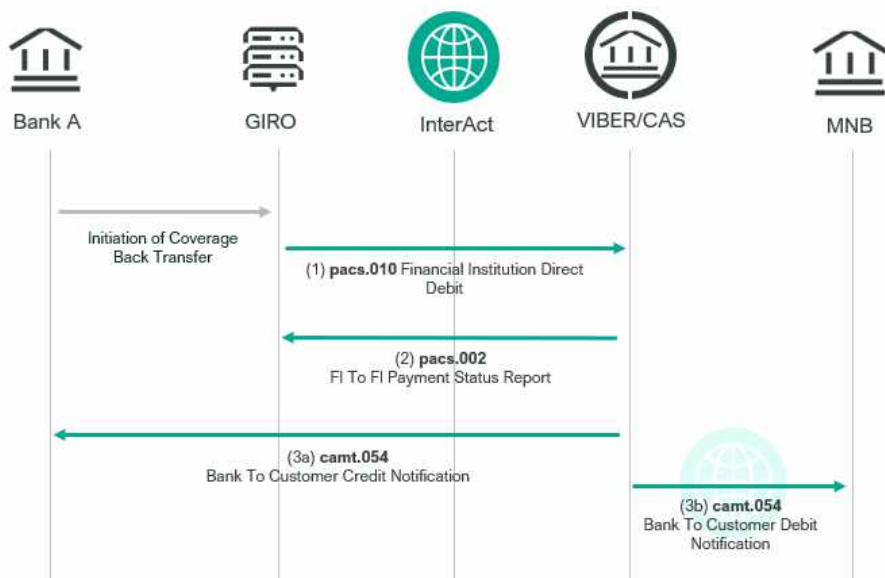 Bank A
GIRO
InterAct
VIBER/CAS
MNB
Initiation of Coverage
Back Transfer
(1) pacs.010 Financial Institution Direct
Debit
(2) pacs.002
FI To FI Payment Status Report
(3a) camt.054
Bank To Customer Credit Notification
(3b) camt.054
Bank To Customer Debit
Notification